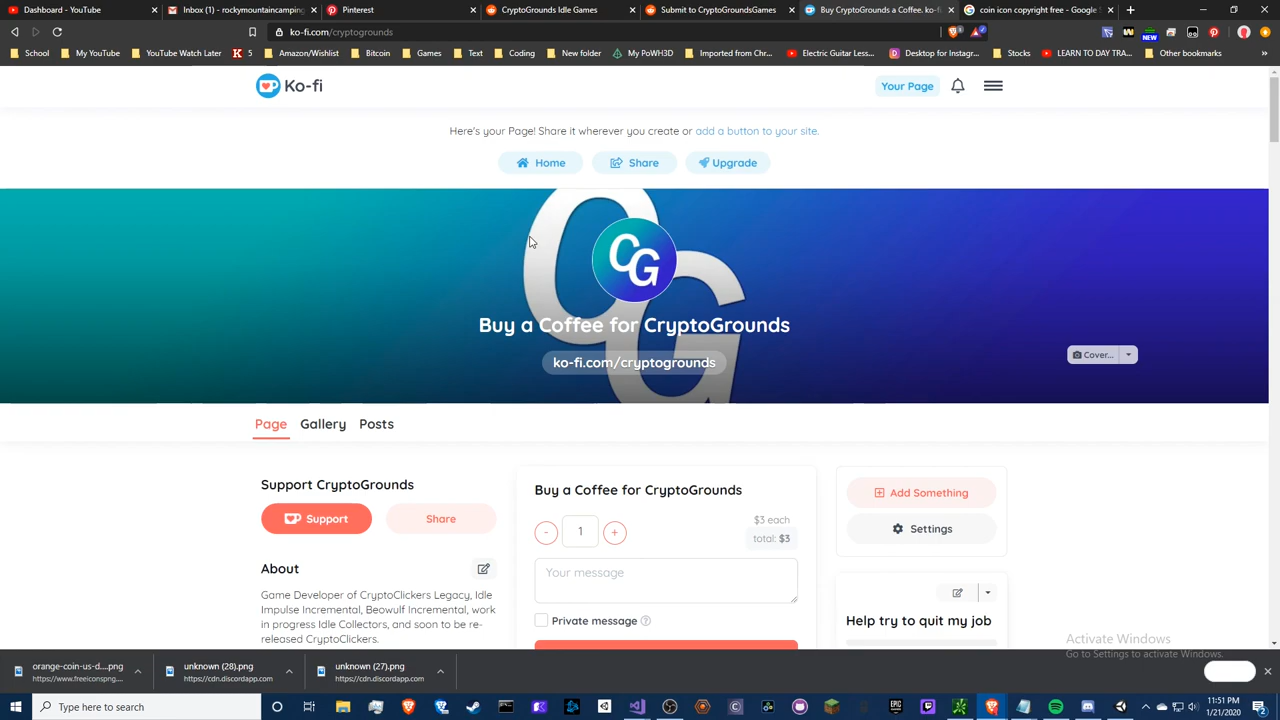 Dashboard - YouTube
Inbox (1) - rockymountaincamping
Pinterest
CryptoGrounds Idle Games
Submit to CryptoGrounds
Buy CryptoGrounds a Coffee. ko-fi
coin icon copyright free - Google S
ko-fi.com/cryptogrounds
NEW
School
My YouTube
YouTube Watch Later
Kickstarter
Amazon/Wishlist
Bitcoin
Games
Text
Coding
New folder
My PoWH3D
Imported from Chr...
Electric Guitar Less...
Desktop for Instagr...
Stocks
LEARN TO DAY TRA...
Other bookmarks
Ko-fi
Your Page
Here's your Page! Share it wherever you create or add a button to your site.
Home
Share
Upgrade
CG
CG
Buy a Coffee for CryptoGrounds
ko-fi.com/cryptogrounds
Cover...
Page
Gallery
Posts
Support CryptoGrounds
Support
Share
About
Game Developer of CryptoClickers Legacy, Idle
Impulse Incremental, Beowulf Incremental, work
in progress Idle Collectors, and soon to be re-
released CryptoClickers.
Buy a Coffee for CryptoGrounds
- 1 +
$3 each
total: $3
Your message
Private message
Add Something
Settings
Help try to quit my job
Activate Windows
Go to Settings to activate Windows.
orange-coin-us-d....png
https://www.freeiconspng,...
unknown (28).png
https://cdn.discordapp.com
unknown (27).png
https://cdn.discordapp.com
Type here to search
11:51 PM
1/21/2020